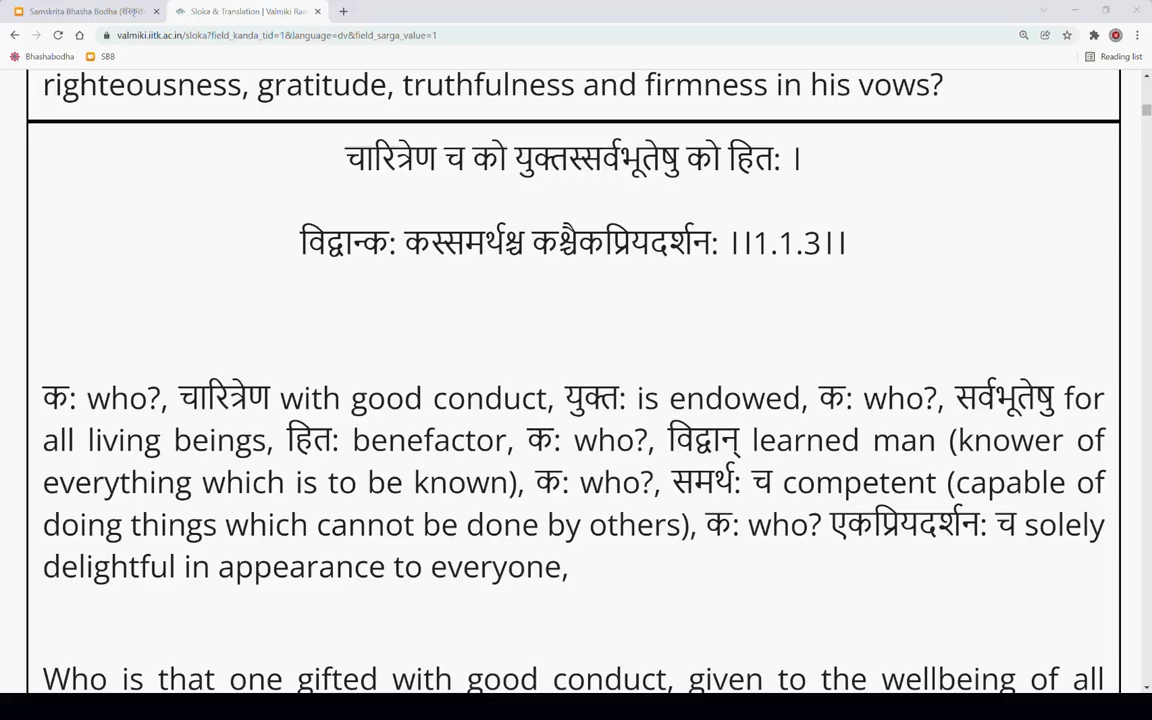 Samskrita Bhasha Bodha (संस्कृत
Sloka & Translation | Valmiki Ram
valmiki.iitk.ac.in/sloka?field_kanda_tid=1&language=dv&field_sarga_value=1
Bhashabodha SBB Reading list
righteousness, gratitude, truthfulness and firmness in his vows?
चारित्रेण च को युक्तस्सर्वभूतेषु को हित: ।
विद्वान्क: कस्समर्थश्च कश्चैकप्रियदर्शन: ।।1.1.3।।
क: who?, चारित्रेण with good conduct, युक्त: is endowed, क: who?, सर्वभूतेषु for
all living beings, हित: benefactor, क: who?, विद्वान् learned man (knower of
everything which is to be known), क: who?, समर्थ: च competent (capable of
doing things which cannot be done by others), क: who? एकप्रियदर्शन: च solely
delightful in appearance to everyone,
Who is that one gifted with good conduct, given to the wellbeing of all